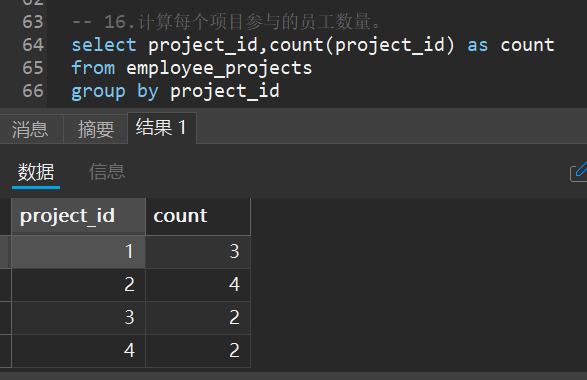 62
63 -- 16.计算每个项目参与的员工数量。
64 select project_id,count(project_id) as count
65 from employee_projects
66 group by project_id
消息 摘要 结果 1
数据 信息
project_id count
1 3
2 4
3 2
4 2